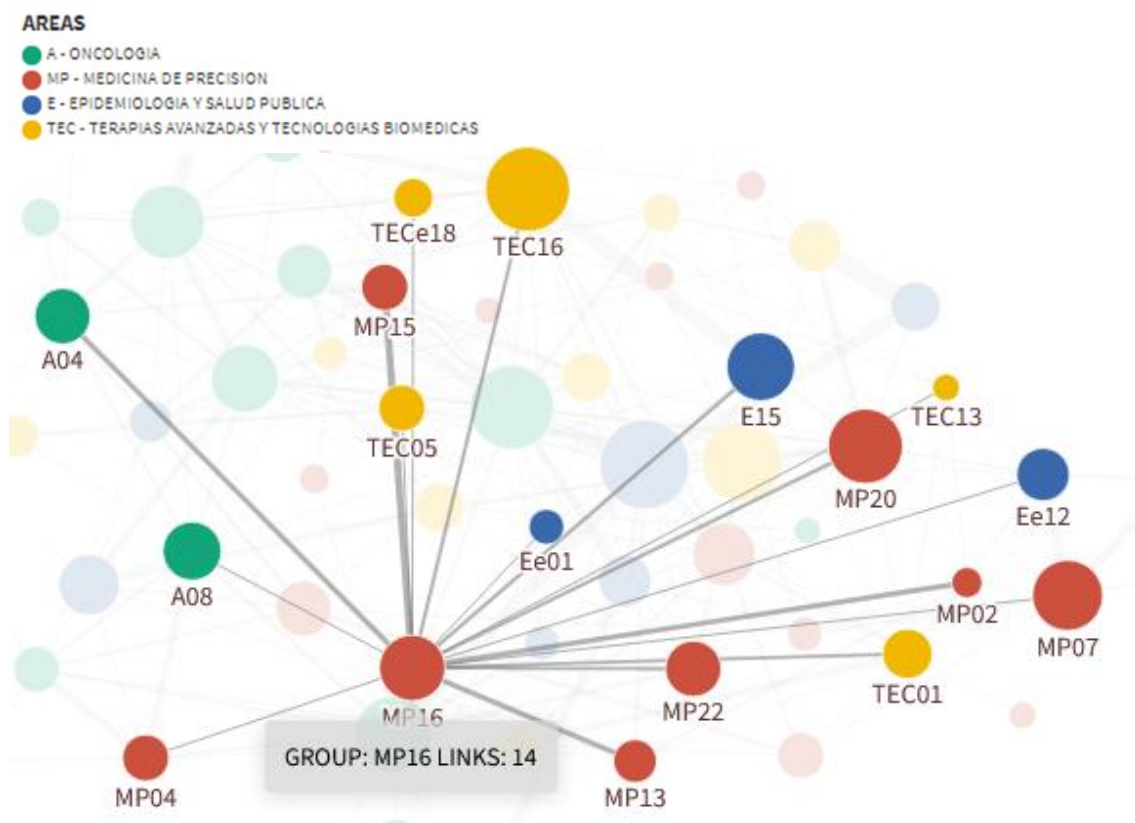 AREAS
A - ONCOLOGIA
MP - MEDICINA DE PRECISION
E - EPIDEMIOLOGIA Y SALUD PUBLICA
TEC - TERAPIAS AVANZADAS Y TECNOLOGIAS BIOMEDICAS
TECe18
TEC16
MP15
A04
E15
TEC13
TEC05
MP20
Ee12
Ee01
A08
MP02
MP07
TEC01
MP22
MP16
GROUP: MP16 LINKS: 14
MP04
MP13